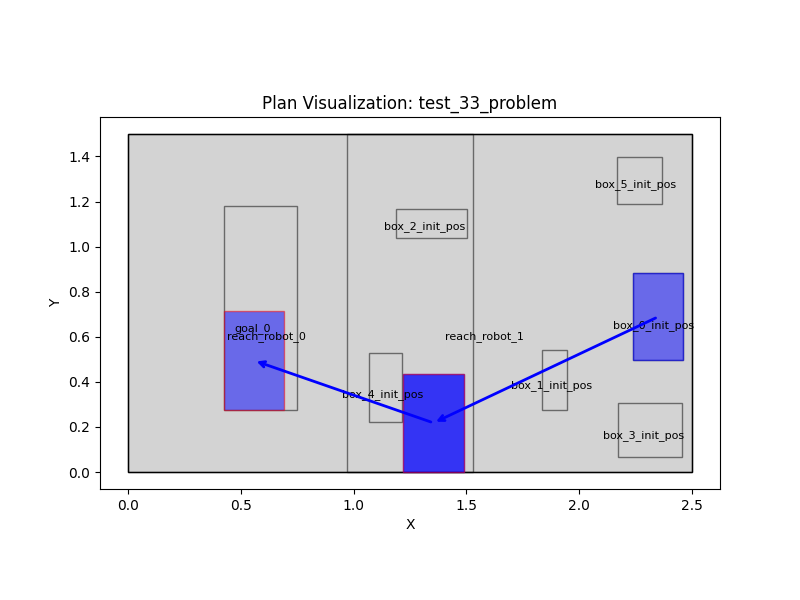 Plan Visualization: test_33_problem
1.4
1.2
1.0
0.8
0.6
0.4
0.2
0.0
Y
box_5_init_pos
box_2_init_pos
goal_0
reach_robot_0
reach_robot_1
box_0_init_pos
box_4_init_pos
box_1_init_pos
box_3_init_pos
0.0 0.5 1.0 1.5 2.0 2.5
X